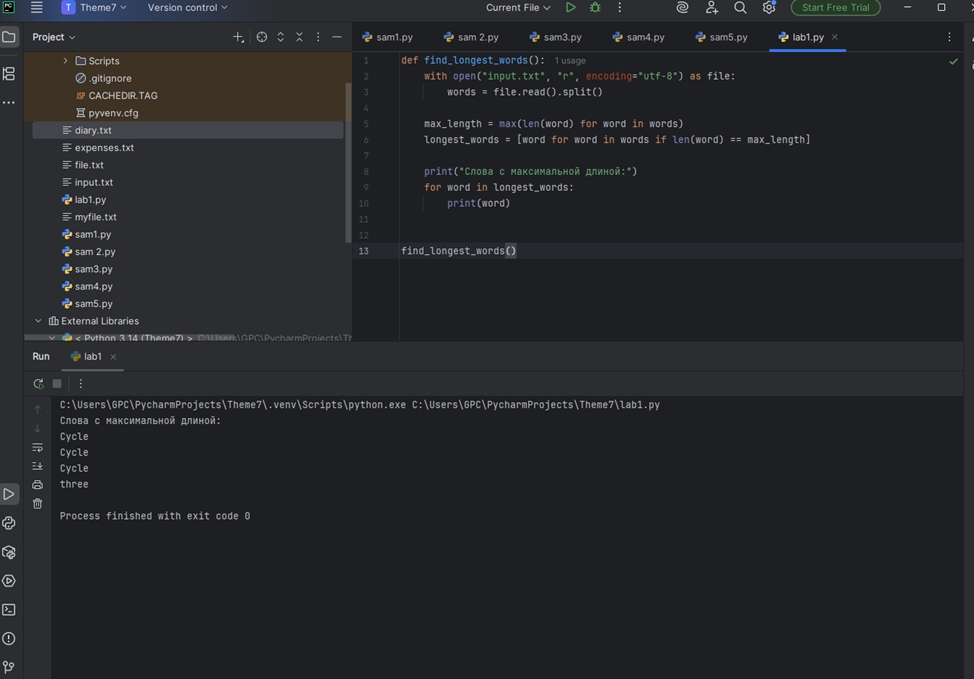 PC
T Theme7 Version control Current File Start Free Trial
Project
sam1.py sam 2.py sam3.py sam4.py sam5.py lab1.py
Scripts
.gitignore
CACHEDIR.TAG
pyvenv.cfg
diary.txt
expenses.txt
file.txt
input.txt
lab1.py
myfile.txt
sam1.py
sam 2.py
sam3.py
sam4.py
sam5.py
External Libraries
< Python 3.14 (Theme7) > C:\Users\GPC\PycharmProjects\Th
1 def find_longest_words(): 1 usage
2 with open("input.txt", "r", encoding="utf-8") as file:
3 words = file.read().split()
4
5 max_length = max(len(word) for word in words)
6 longest_words = [word for word in words if len(word) == max_length]
7
8 print("Слова с максимальной длиной:")
9 for word in longest_words:
10 print(word)
11
12
13 find_longest_words()
Run lab1
C:\Users\GPC\PycharmProjects\Theme7\.venv\Scripts\python.exe C:\Users\GPC\PycharmProjects\Theme7\lab1.py
Слова с максимальной длиной:
Cycle
Cycle
Cycle
three
Process finished with exit code 0